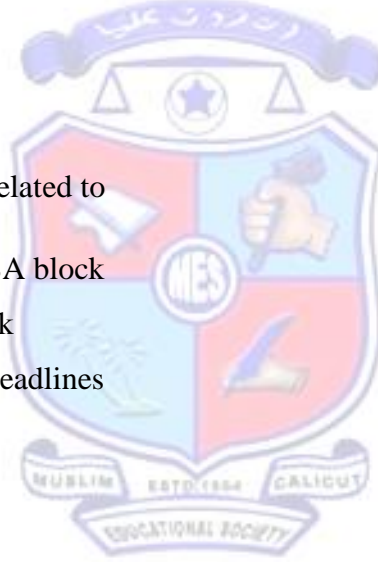 elated to
A block
MES
k
eadlines
MUSLIM ESTD 1964 CALICUT
EDUCATIONAL SOCIETY